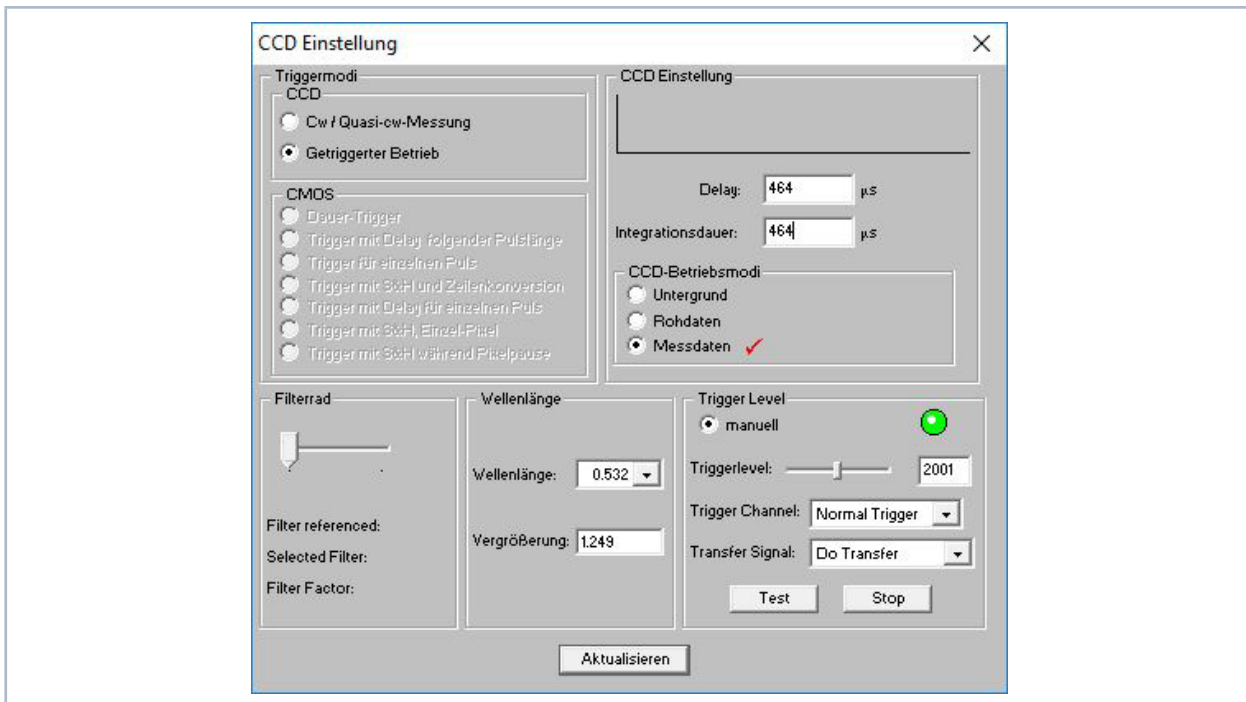 CCD Einstellung
Triggermodi
CCD
Cw / Quasi-cw-Messung
Getriggerter Betrieb
CMOS
Dauer-Trigger
Trigger mit Delay folgender Pulslänge
Trigger für einzelnen Puls
Trigger mit S&H und Zeilenkonversion
Trigger mit Delay für einzelnen Puls
Trigger mit S&H, Einzel-Pixel
Trigger mit S&H während Pixelpause
CCD Einstellung
Delay: 464 µs
Integrationsdauer: 464 µs
CCD-Betriebsmodi
Untergrund
Rohdaten
Messdaten
Filterrad
Filter referenced:
Selected Filter:
Filter Factor:
Wellenlänge
Wellenlänge: 0.532
Vergrößerung: 1.249
Trigger Level
manuell
Triggerlevel: 2001
Trigger Channel: Normal Trigger
Transfer Signal: Do Transfer
Test Stop
Aktualisieren